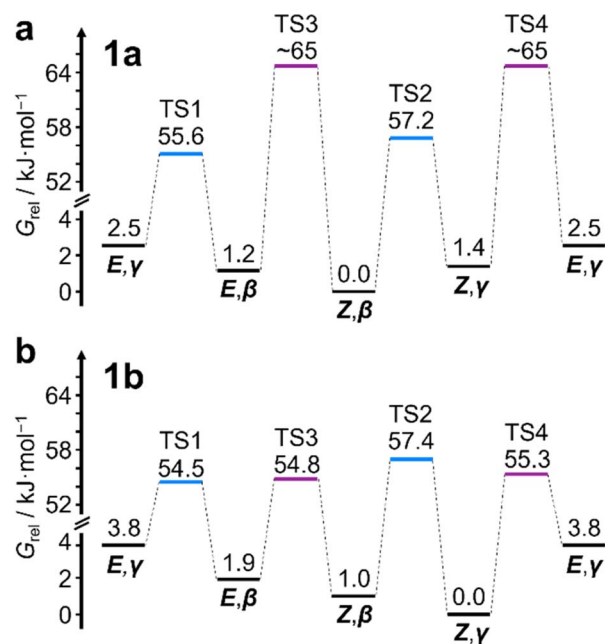 a
1a
TS3
~65
TS4
~65
TS1
55.6
TS2
57.2
64
58
52
4
2
0
G_rel / kJ·mol⁻¹
2.5
E,γ
1.2
E,β
0.0
Z,β
1.4
Z,γ
2.5
E,γ
b
1b
TS1
54.5
TS3
54.8
TS2
57.4
TS4
55.3
64
58
52
4
2
0
G_rel / kJ·mol⁻¹
3.8
E,γ
1.9
E,β
1.0
Z,β
0.0
Z,γ
3.8
E,γ